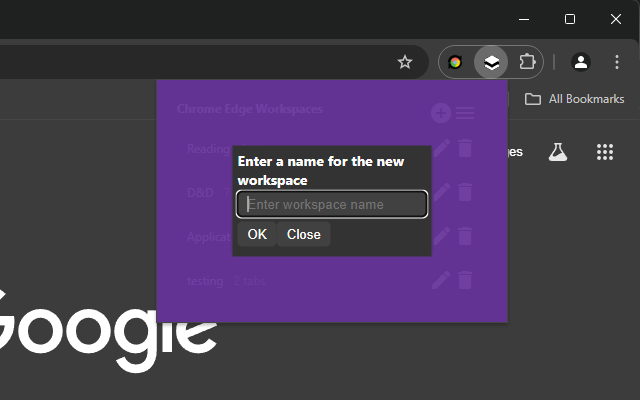 All Bookmarks
Chrome Edge Workspaces
Reading
ges
Enter a name for the new
workspace
D&D
Enter workspace name
Applicat
OK Close
testing 2 tabs
Google